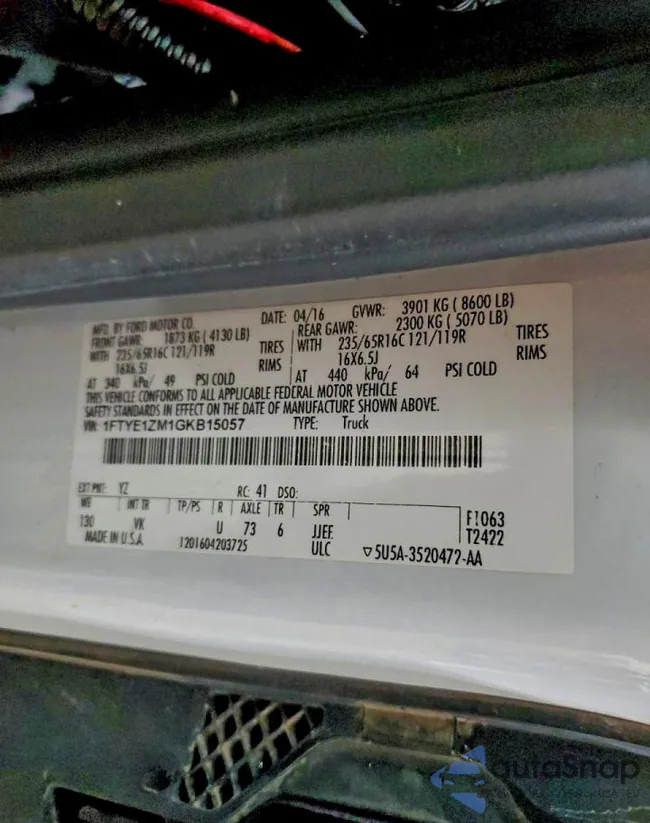 MFD. BY FORD MOTOR CO. DATE: 04/16 GVWR: 3901 KG ( 8600 LB)
FRONT GAWR: 1873 KG ( 4130 LB) REAR GAWR: 2300 KG ( 5070 LB)
WITH 235/65R16C 121/119R TIRES WITH 235/65R16C 121/119R TIRES
16X6.5J RIMS 16X6.5J RIMS
AT 340 kPa/ 49 PSI COLD AT 440 kPa/ 64 PSI COLD
THIS VEHICLE CONFORMS TO ALL APPLICABLE FEDERAL MOTOR VEHICLE
SAFETY STANDARDS IN EFFECT ON THE DATE OF MANUFACTURE SHOWN ABOVE.
VIN: 1FTYE1ZM1GKB15057 TYPE: Truck
EXT PNT: YZ RC: 41 DSO:
WB INT TR TP/PS R AXLE TR SPR
130 VK U 73 6 JJEF F1063
MADE IN U.S.A. 1201604203725 ULC T2422
▽5U5A-3520472-AA
autoSnap